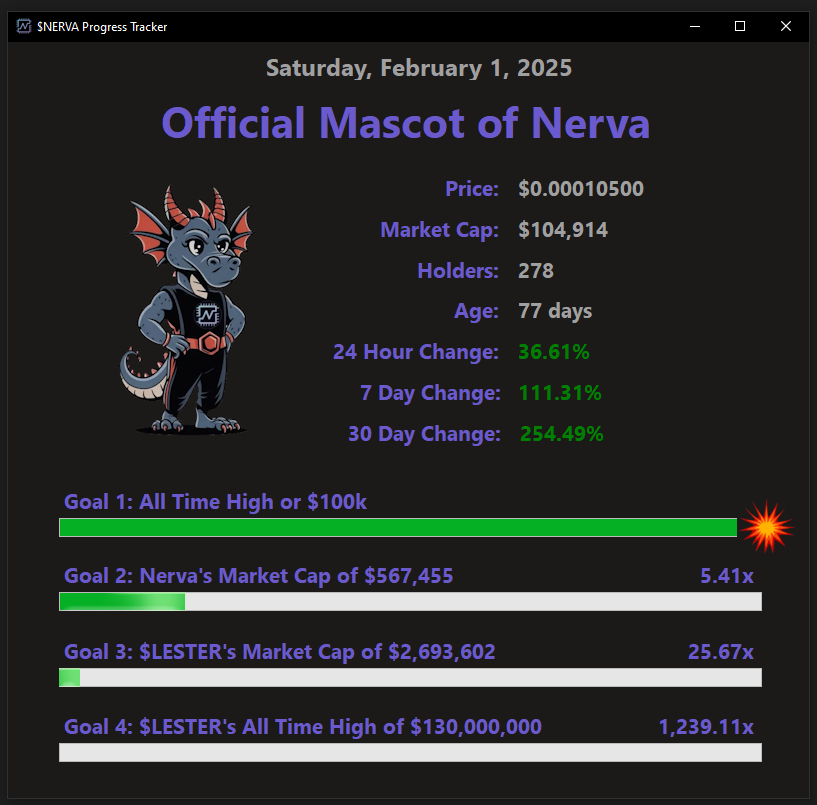 $NERVA Progress Tracker
Saturday, February 1, 2025
Official Mascot of Nerva
Price: $0.00010500
Market Cap: $104,914
Holders: 278
Age: 77 days
24 Hour Change: 36.61%
7 Day Change: 111.31%
30 Day Change: 254.49%
Goal 1: All Time High or $100k
Goal 2: Nerva's Market Cap of $567,455 5.41x
Goal 3: $LESTER's Market Cap of $2,693,602 25.67x
Goal 4: $LESTER's All Time High of $130,000,000 1,239.11x